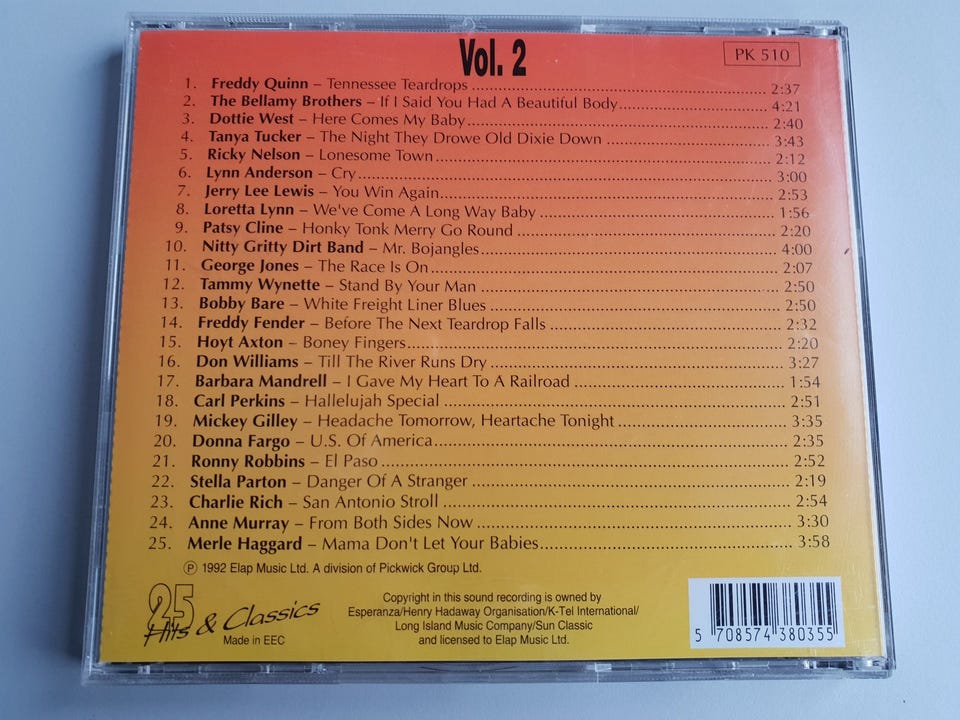 Vol. 2
PK 510
1. Freddy Quinn – Tennessee Teardrops 2:37
2. The Bellamy Brothers – If I Said You Had A Beautiful Body 4:21
3. Dottie West – Here Comes My Baby 2:40
4. Tanya Tucker – The Night They Drowe Old Dixie Down 3:43
5. Ricky Nelson – Lonesome Town 2:12
6. Lynn Anderson – Cry 3:00
7. Jerry Lee Lewis – You Win Again 2:53
8. Loretta Lynn – We've Come A Long Way Baby 1:56
9. Patsy Cline – Honky Tonk Merry Go Round 2:20
10. Nitty Gritty Dirt Band – Mr. Bojangles 4:00
11. George Jones – The Race Is On 2:07
12. Tammy Wynette – Stand By Your Man 2:50
13. Bobby Bare – White Freight Liner Blues 2:50
14. Freddy Fender – Before The Next Teardrop Falls 2:32
15. Hoyt Axton – Boney Fingers 2:20
16. Don Williams – Till The River Runs Dry 3:27
17. Barbara Mandrell – I Gave My Heart To A Railroad 1:54
18. Carl Perkins – Hallelujah Special 2:51
19. Mickey Gilley – Headache Tomorrow, Heartache Tonight 3:35
20. Donna Fargo – U.S. Of America 2:35
21. Ronny Robbins – El Paso 2:52
22. Stella Parton – Danger Of A Stranger 2:19
23. Charlie Rich – San Antonio Stroll 2:54
24. Anne Murray – From Both Sides Now 3:30
25. Merle Haggard – Mama Don't Let Your Babies 3:58
℗ 1992 Elap Music Ltd. A division of Pickwick Group Ltd.
25
Hits & Classics
Made in EEC
Copyright in this sound recording is owned by
Esperanza/Henry Hadaway Organisation/K-Tel International/
Long Island Music Company/Sun Classic
and licensed to Elap Music Ltd.
5 708574 380355